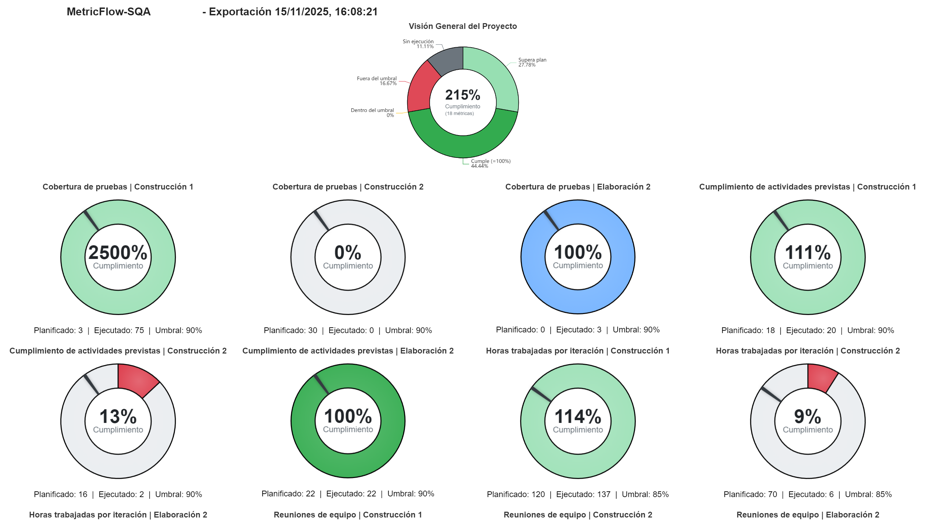 MetricFlow-SQA - Exportación 15/11/2025, 16:08:21
Visión General del Proyecto
Sin ejecución
11.11%
Supera plan
27.78%
Fuera del umbral
16.67%
Dentro del umbral
0%
215%
Cumplimiento
(18 métricas)
Cumple (>100%)
44.44%
Cobertura de pruebas | Construcción 1
Cobertura de pruebas | Construcción 2
Cobertura de pruebas | Elaboración 2
Cumplimiento de actividades previstas | Construcción 1
2500%
Cumplimiento
0%
Cumplimiento
100%
Cumplimiento
111%
Cumplimiento
Planificado: 3 | Ejecutado: 75 | Umbral: 90%
Planificado: 30 | Ejecutado: 0 | Umbral: 90%
Planificado: 0 | Ejecutado: 3 | Umbral: 90%
Planificado: 18 | Ejecutado: 20 | Umbral: 90%
Cumplimiento de actividades previstas | Construcción 2
Cumplimiento de actividades previstas | Elaboración 2
Horas trabajadas por iteración | Construcción 1
Horas trabajadas por iteración | Construcción 2
13%
Cumplimiento
100%
Cumplimiento
114%
Cumplimiento
9%
Cumplimiento
Planificado: 16 | Ejecutado: 2 | Umbral: 90%
Planificado: 22 | Ejecutado: 22 | Umbral: 90%
Planificado: 120 | Ejecutado: 137 | Umbral: 85%
Planificado: 70 | Ejecutado: 6 | Umbral: 85%
Horas trabajadas por iteración | Elaboración 2
Reuniones de equipo | Construcción 1
Reuniones de equipo | Construcción 2
Reuniones de equipo | Elaboración 2